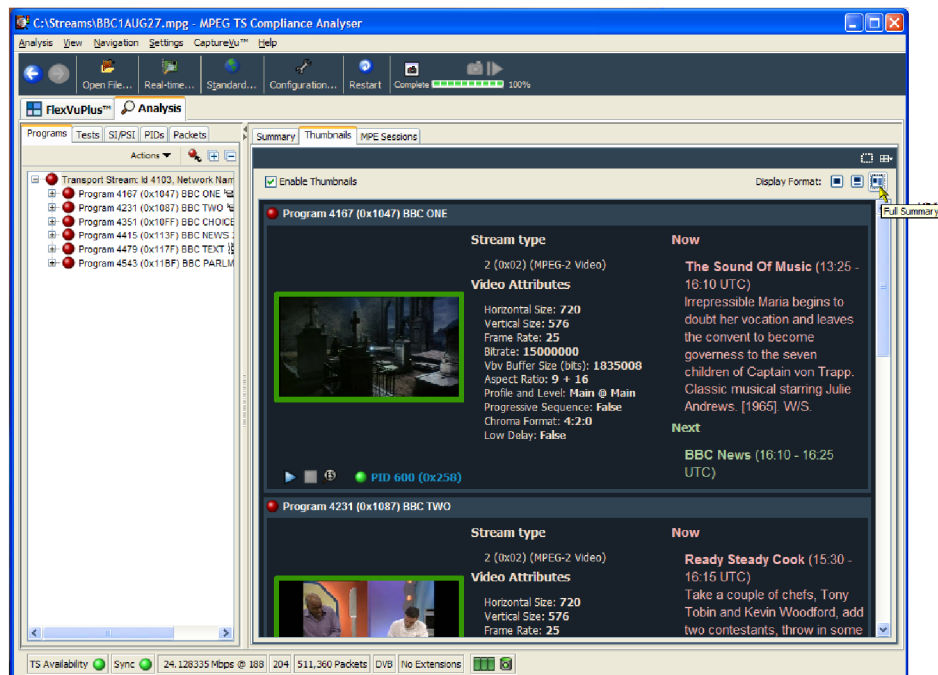 C:\Streams\BBC1AUG27.mpg - MPEG TS Compliance Analyser
Analysis View Navigation Settings CaptureVu™ Help
Open File... Real-time... Standard... Configuration... Restart Complete 100%
FlexVuPlus™ Analysis
Programs Tests SI/PSI PIDs Packets
Summary Thumbnails MPE Sessions
Actions
Enable Thumbnails
Display Format:
Full Summary
Transport Stream: Id 4103, Network Nam
Program 4167 (0x1047) BBC ONE
Program 4231 (0x1087) BBC TWO
Program 4351 (0x10FF) BBC CHOICE
Program 4415 (0x113F) BBC NEWS
Program 4479 (0x117F) BBC TEXT
Program 4543 (0x11BF) BBC PARLM
Program 4167 (0x1047) BBC ONE
Stream type
2 (0x02) (MPEG-2 Video)
Video Attributes
Horizontal Size: 720
Vertical Size: 576
Frame Rate: 25
Bitrate: 15000000
Vbv Buffer Size (bits): 1835008
Aspect Ratio: 9 + 16
Profile and Level: Main @ Main
Progressive Sequence: False
Chroma Format: 4:2:0
Low Delay: False
PID 600 (0x258)
Now
The Sound Of Music (13:25 -
16:10 UTC)
Irrepressible Maria begins to
doubt her vocation and leaves
the convent to become
governess to the seven
children of Captain von Trapp.
Classic musical starring Julie
Andrews. [1965]. W/S.
Next
BBC News (16:10 - 16:25
UTC)
Program 4231 (0x1087) BBC TWO
Stream type
2 (0x02) (MPEG-2 Video)
Video Attributes
Horizontal Size: 720
Vertical Size: 576
Frame Rate: 25
Now
Ready Steady Cook (15:30 -
16:15 UTC)
Take a couple of chefs, Tony
Tobin and Kevin Woodford, add
two contestants, throw in some
TS Availability Sync 24.128335 Mbps @ 188 204 511,360 Packets DVB No Extensions